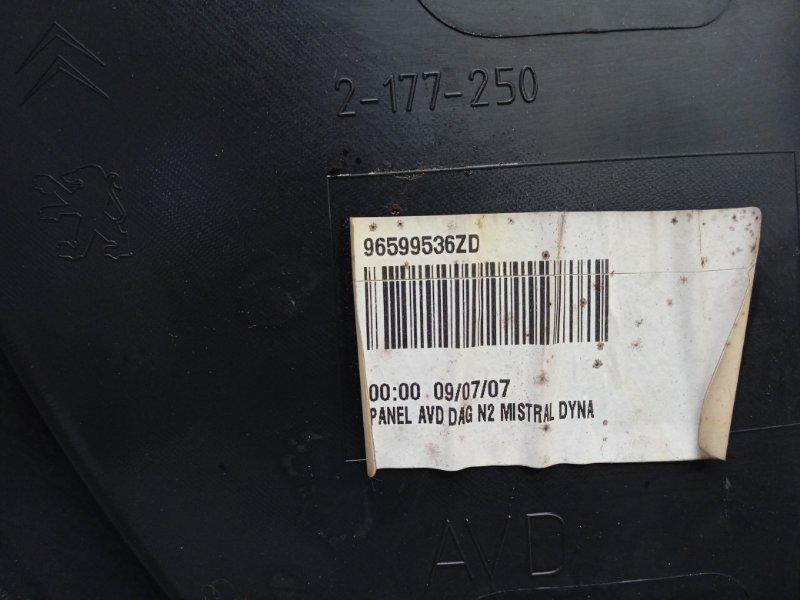 2-177-250
96599536ZD
00:00 09/07/07
PANEL AVD DAG N2 MISTRAL DYNA
AVD